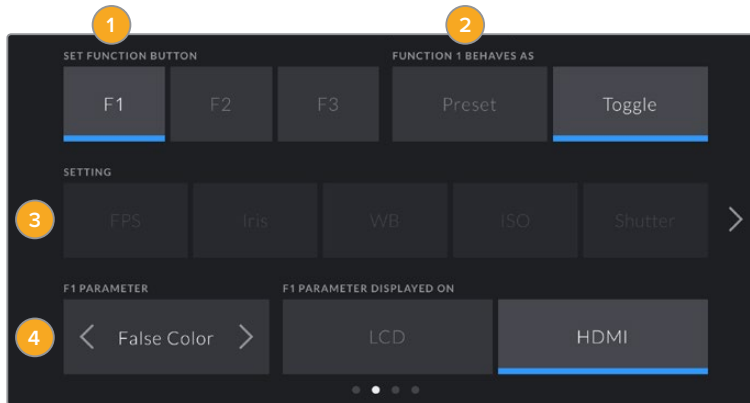 1 2
SET FUNCTION BUTTON FUNCTION 1 BEHAVES AS
F1 F2 F3 Preset Toggle
SETTING
3 FPS Iris WB ISO Shutter
F1 PARAMETER F1 PARAMETER DISPLAYED ON
4 False Color LCD HDMI